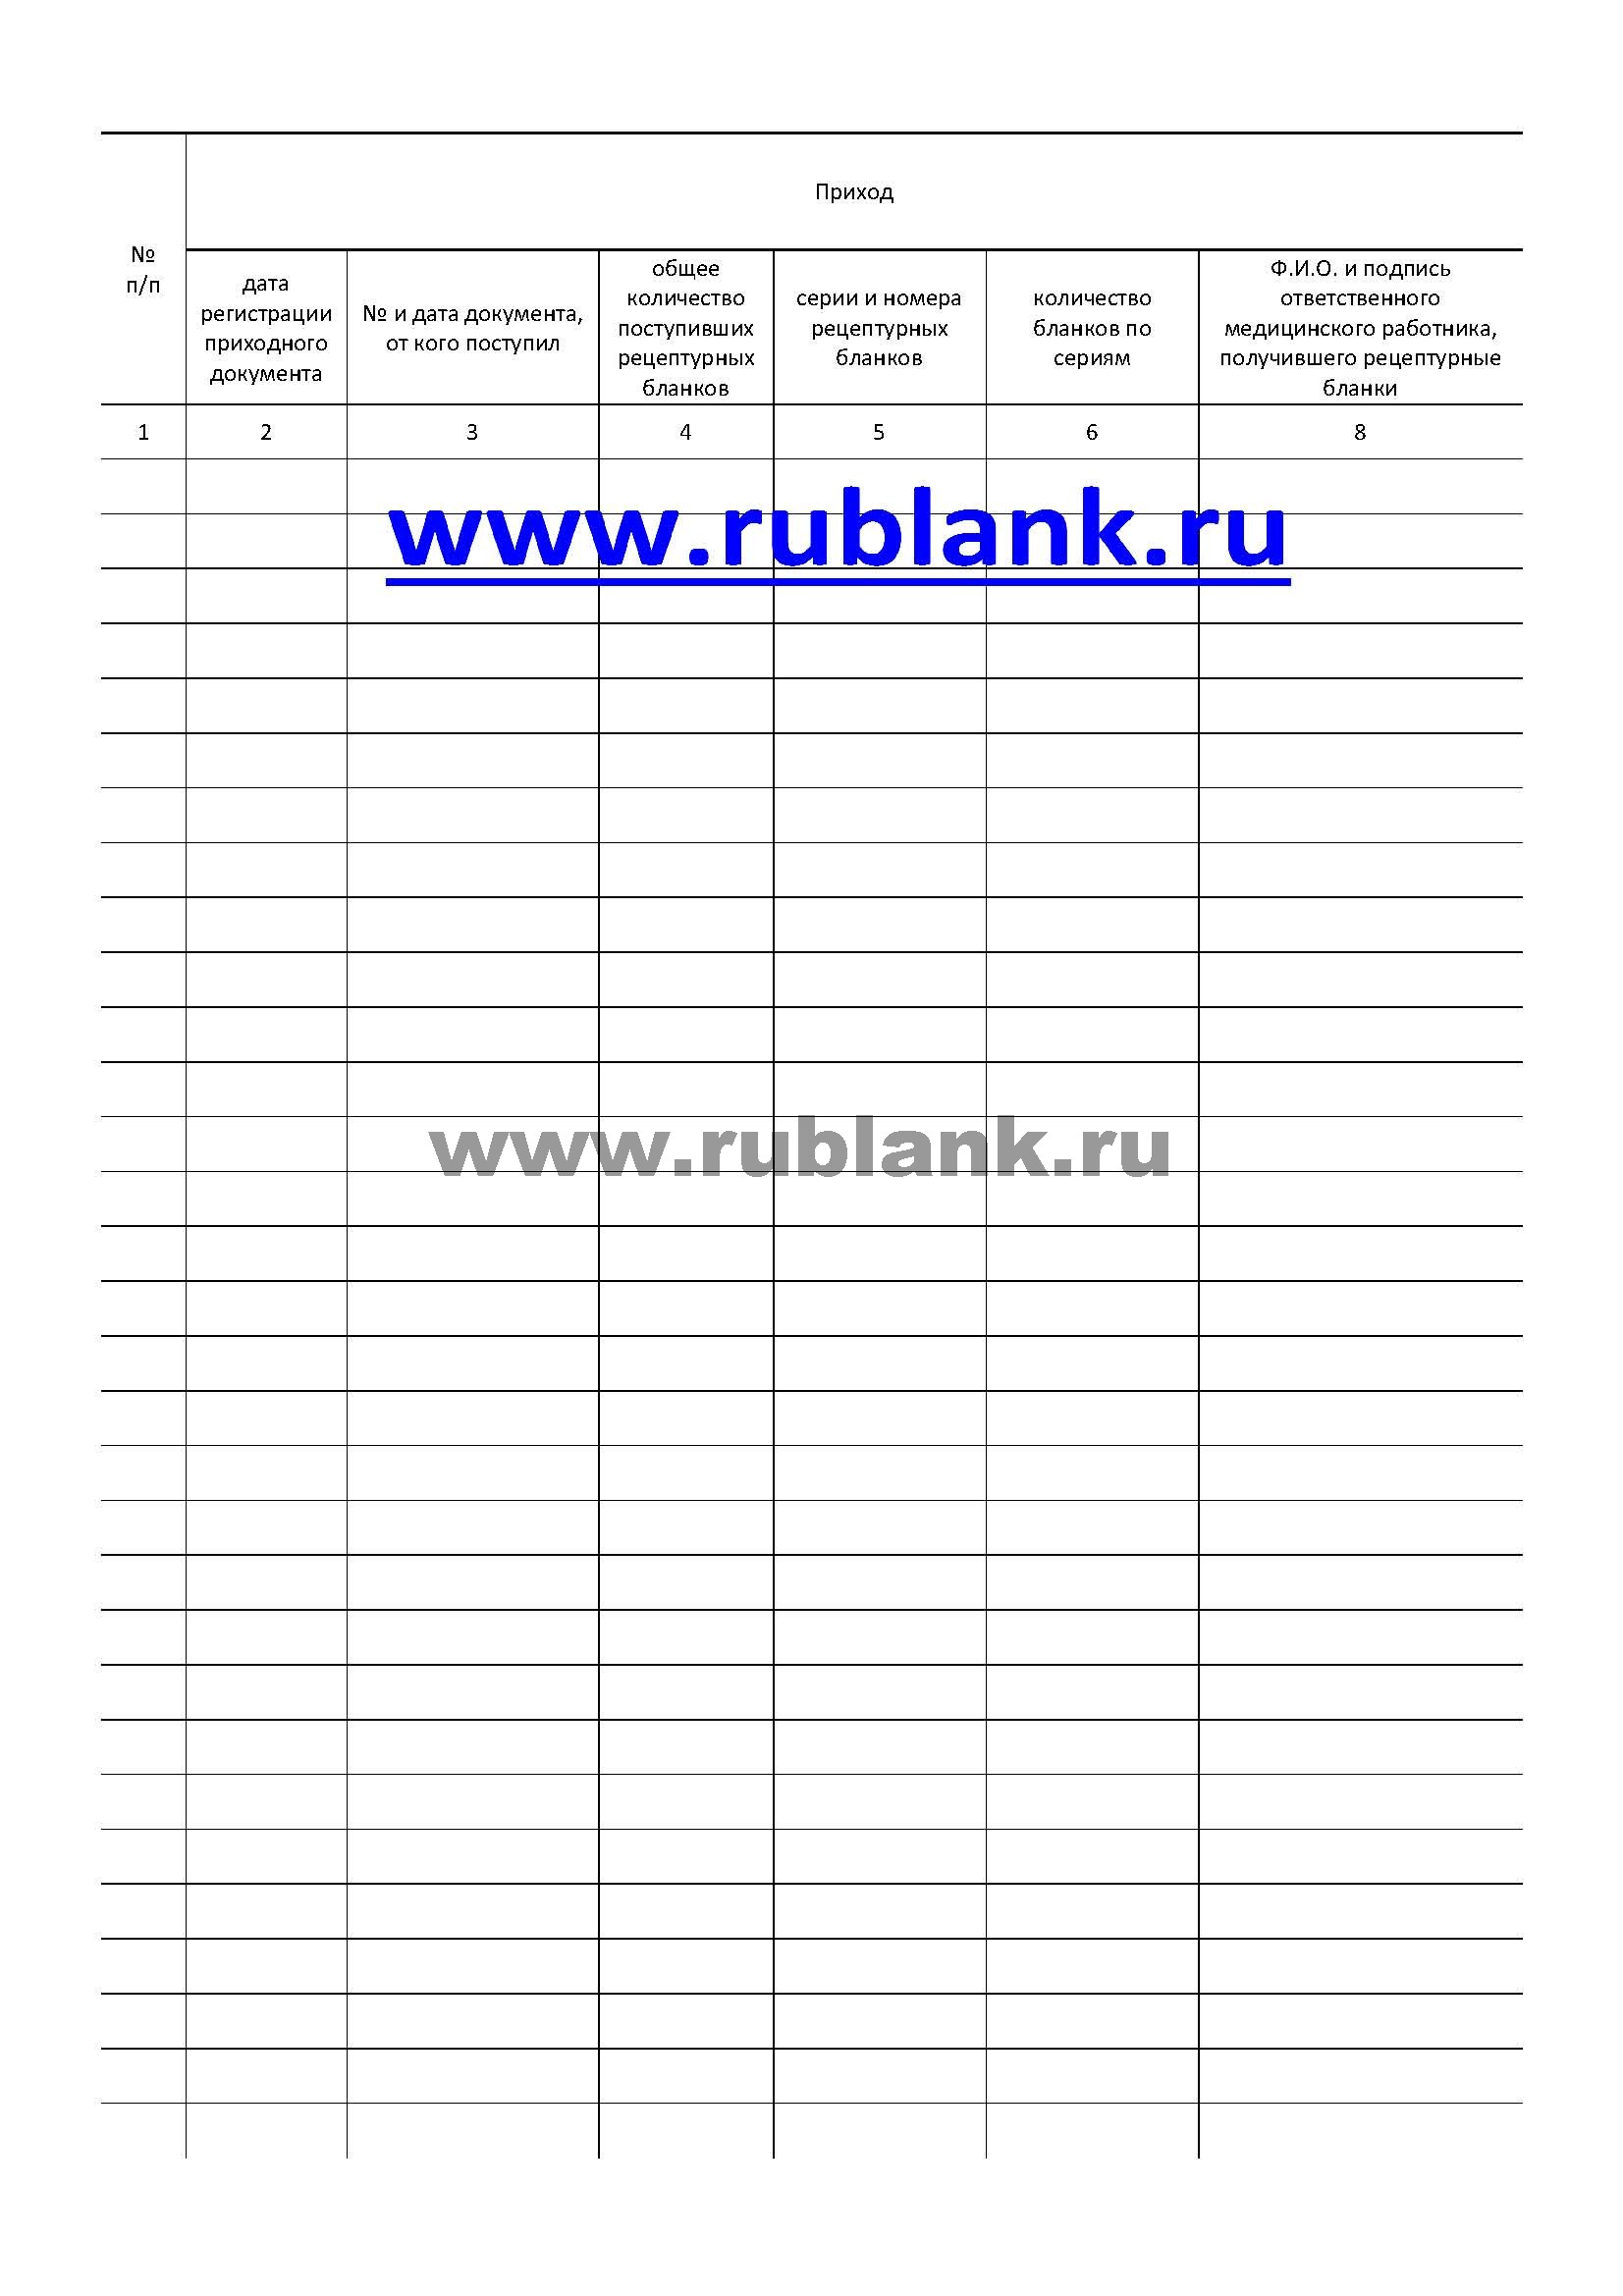 Приход
№
п/п
дата
регистрации
приходного
документа
№ и дата документа,
от кого поступил
общее
количество
поступивших
рецептурных
бланков
серии и номера
рецептурных
бланков
количество
бланков по
сериям
Ф.И.О. и подпись
ответственного
медицинского работника,
получившего рецептурные
бланки
1 2 3 4 5 6 8
www.rublank.ru
www.rublank.ru